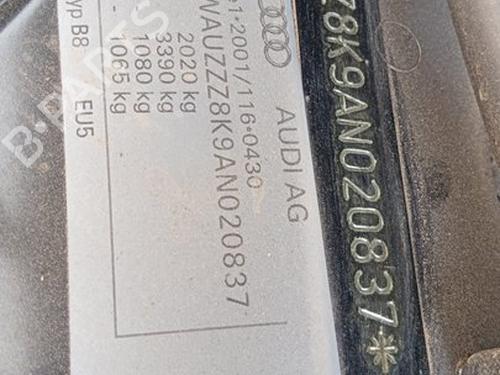 AUDI AG
e1*2001/116*0430
WAUZZZ8K9AN020837
2020 kg
3390 kg
1080 kg
1065 kg
Typ B8
EU5
Z8K9AN020837*
B-PARTS